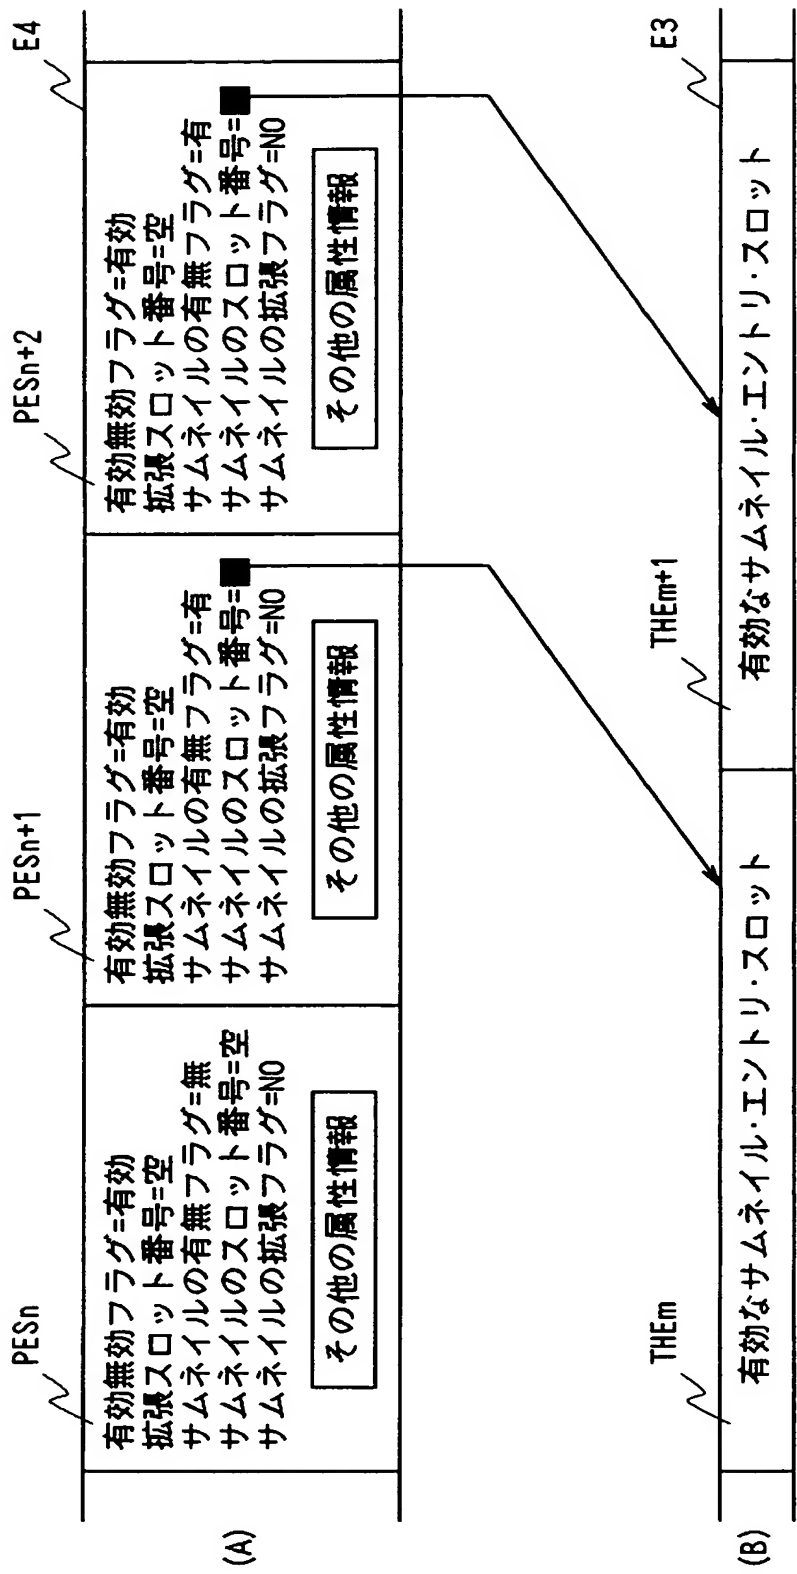 (A)
PESn
有効無効フラグ=有効
拡張スロット番号=空
サムネイルの有無フラグ=無
サムネイルのスロット番号=空
サムネイルの拡張フラグ=NO
その他の属性情報
PESn+1
有効無効フラグ=有効
拡張スロット番号=空
サムネイルの有無フラグ=有
サムネイルのスロット番号=■
サムネイルの拡張フラグ=NO
その他の属性情報
PESn+2
有効無効フラグ=有効
拡張スロット番号=空
サムネイルの有無フラグ=有
サムネイルのスロット番号=■
サムネイルの拡張フラグ=NO
その他の属性情報
E4
(B)
THEm
有効なサムネイル・エントリ・スロット
THEm+1
有効なサムネイル・エントリ・スロット
E3